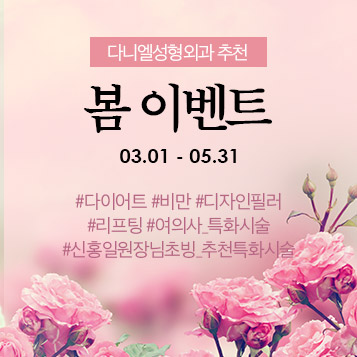 다니엘성형외과 추천
봄 이벤트
03.01 - 05.31
#다이어트 #비만 #디자인필러
#리프팅 #여의사_특화시술
#신홍일원장님초빙_추천특화시술